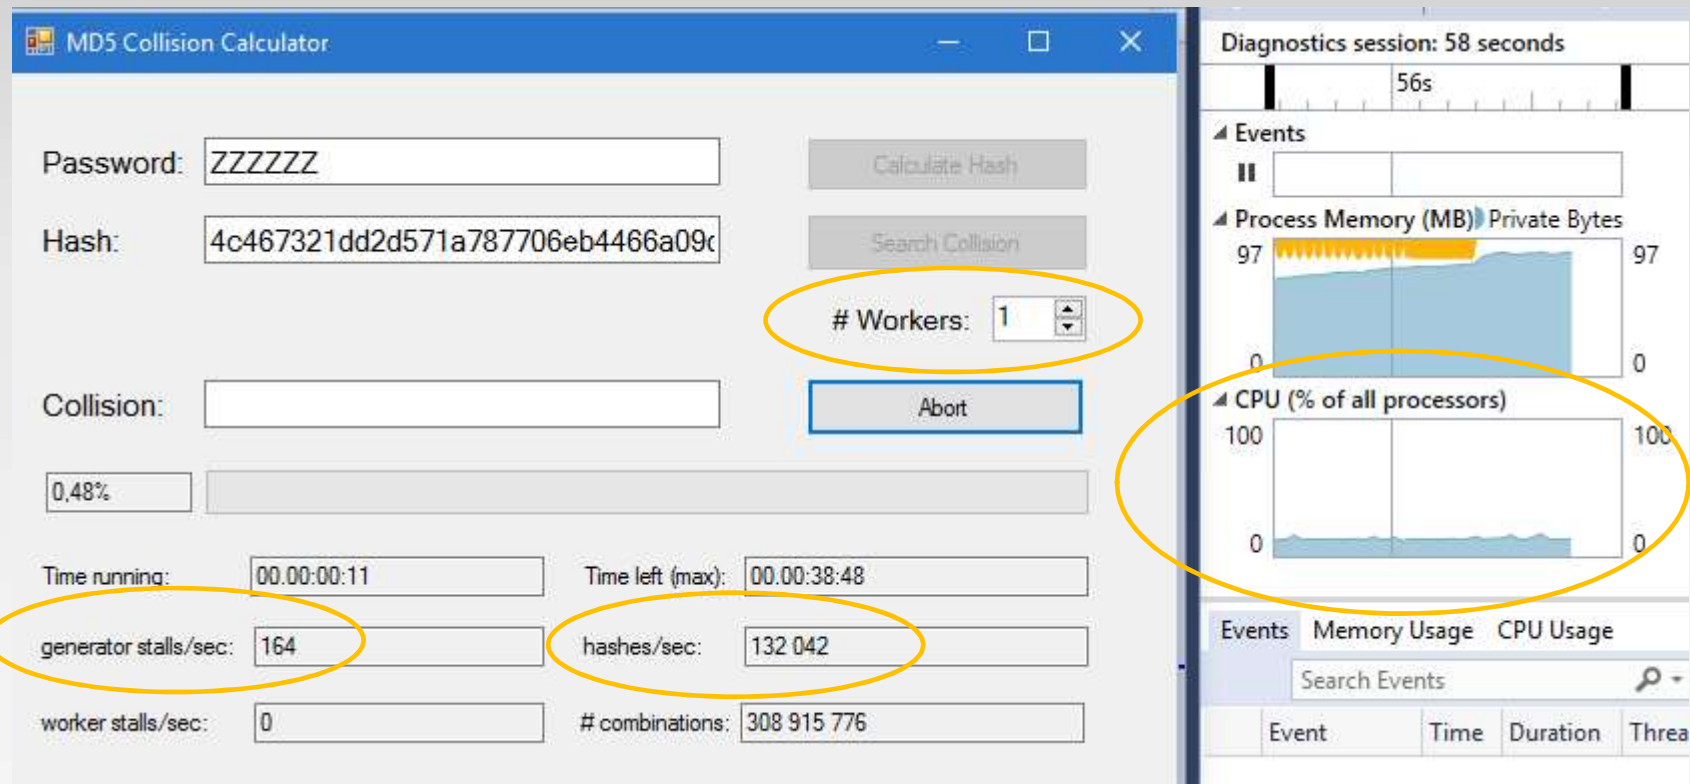 MD5 Collision Calculator
Password: ZZZZZZ
Calculate Hash
Hash: 4c467321dd2d571a787706eb4466a09c
Search Collision
# Workers: 1
Collision:
Abort
0,48%
Time running: 00.00:00:11
Time left (max): 00.00:38:48
generator stalls/sec: 164
hashes/sec: 132 042
worker stalls/sec: 0
# combinations: 308 915 776
Diagnostics session: 58 seconds
56s
Events
Process Memory (MB) Private Bytes
97 97
0 0
CPU (% of all processors)
100 100
0 0
Events Memory Usage CPU Usage
Search Events
Event Time Duration Threa